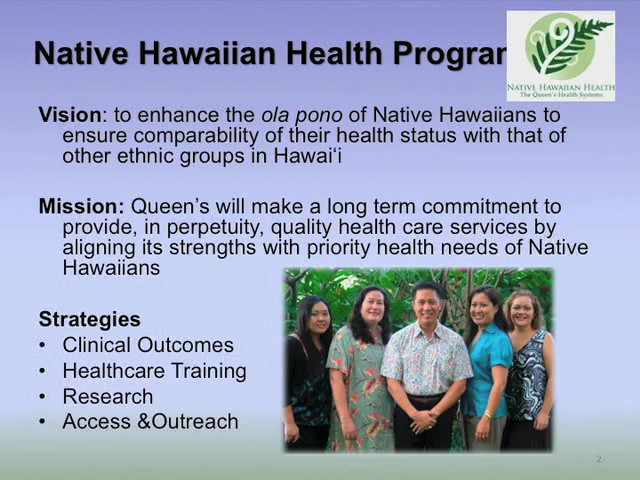 Native Hawaiian Health Program
NATIVE HAWAIIAN HEALTH
The Queen's Health Systems
Vision: to enhance the ola pono of Native Hawaiians to
ensure comparability of their health status with that of
other ethnic groups in Hawai‘i
Mission: Queen’s will make a long term commitment to
provide, in perpetuity, quality health care services by
aligning its strengths with priority health needs of Native
Hawaiians
Strategies
• Clinical Outcomes
• Healthcare Training
• Research
• Access &Outreach
2